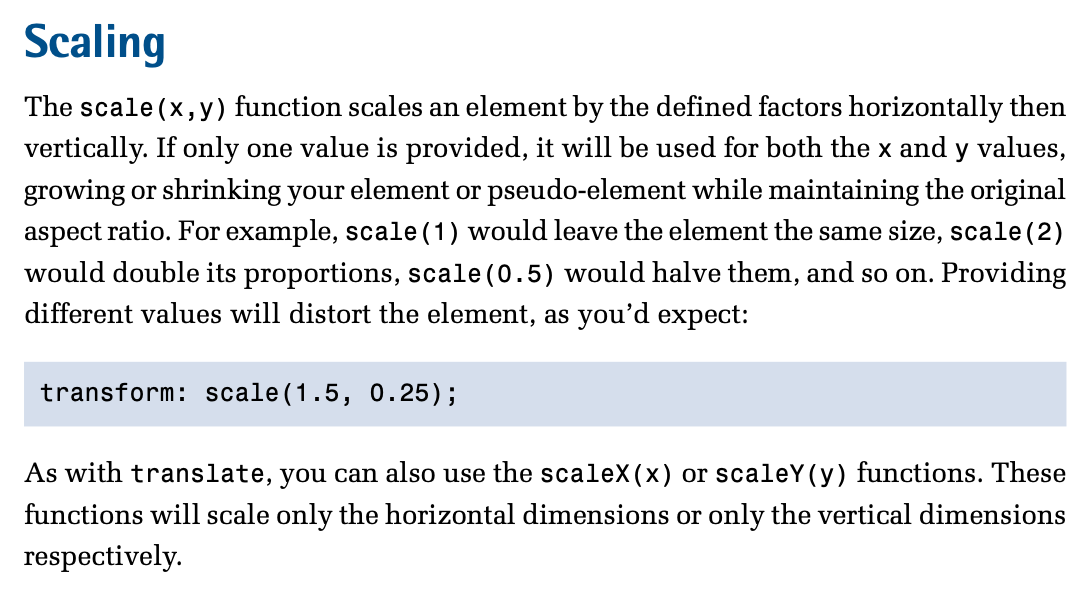 Scaling
The scale(x,y) function scales an element by the defined factors horizontally then
vertically. If only one value is provided, it will be used for both the x and y values,
growing or shrinking your element or pseudo-element while maintaining the original
aspect ratio. For example, scale(1) would leave the element the same size, scale(2)
would double its proportions, scale(0.5) would halve them, and so on. Providing
different values will distort the element, as you’d expect:
transform: scale(1.5, 0.25);
As with translate, you can also use the scaleX(x) or scaleY(y) functions. These
functions will scale only the horizontal dimensions or only the vertical dimensions
respectively.